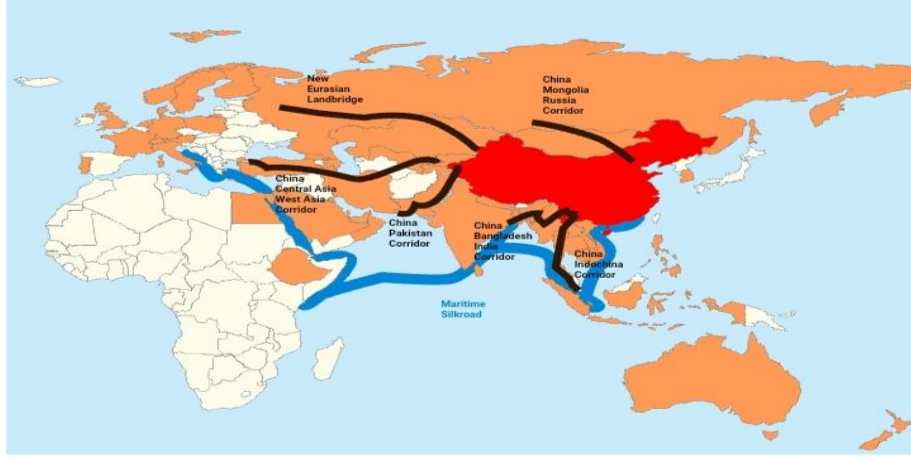 New
Eurasian
Landbridge
China
Mongolia
Russia
Corridor
China
Central Asia
West Asia
Corridor
China
Pakistan
Corridor
China
Bangladesh
India
Corridor
China
Indochina
Corridor
Maritime
Silkroad